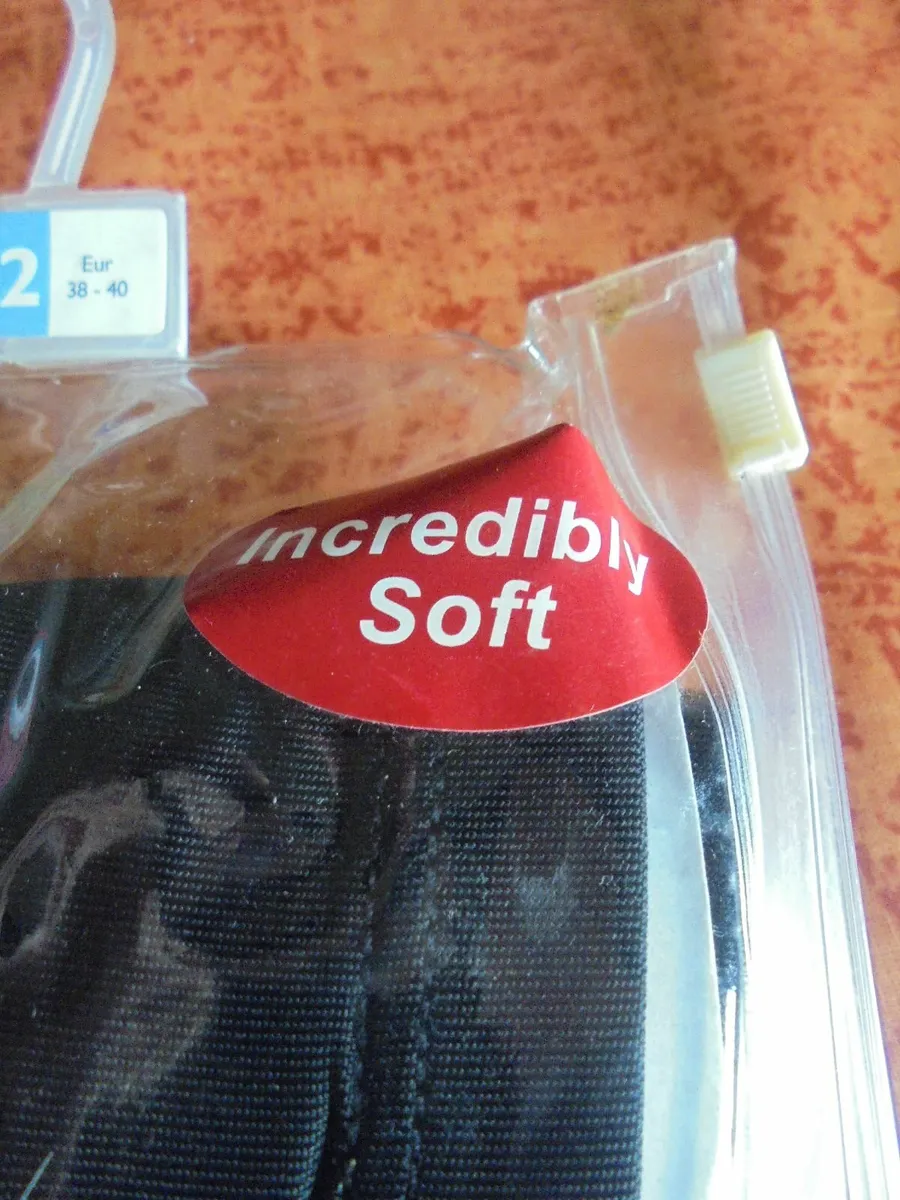 2
Eur
38 - 40
Incredibly
Soft